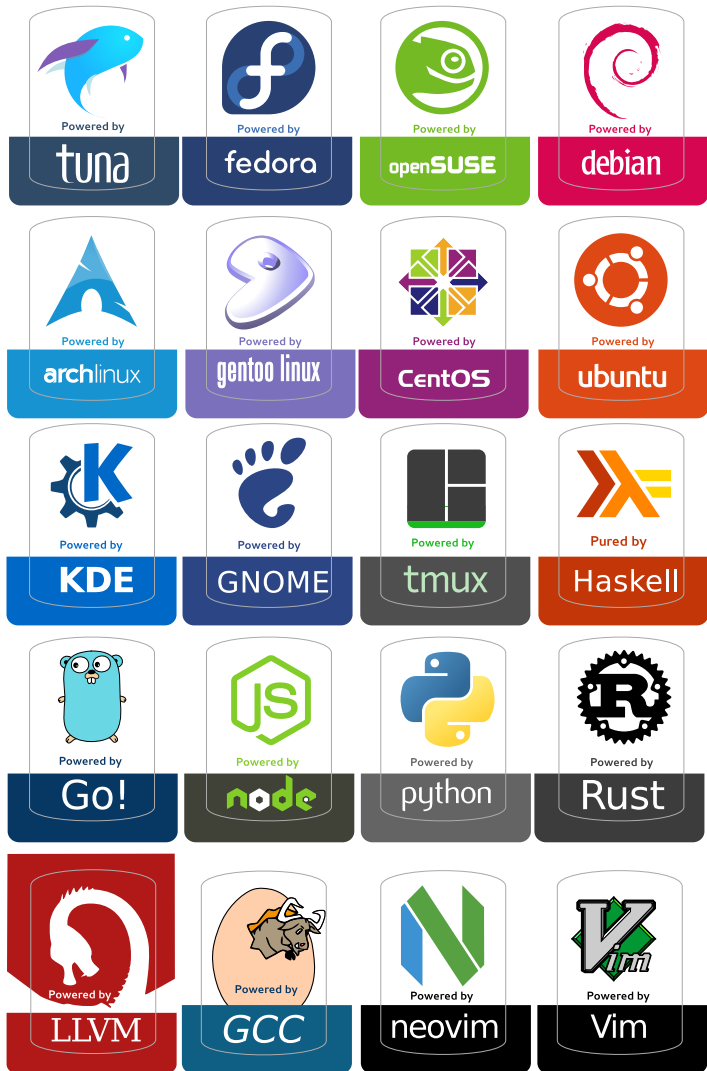 Powered by
tuna
Powered by
fedora
Powered by
openSUSE
Powered by
debian
Powered by
archlinux
Powered by
gentoo linux
Powered by
CentOS
Powered by
ubuntu
Powered by
KDE
Powered by
GNOME
Powered by
tmux
Pured by
Haskell
Powered by
Go!
JS
Powered by
node
Powered by
python
R
Powered by
Rust
Powered by
LLVM
Powered by
GCC
Powered by
neovim
Vim
Powered by
Vim